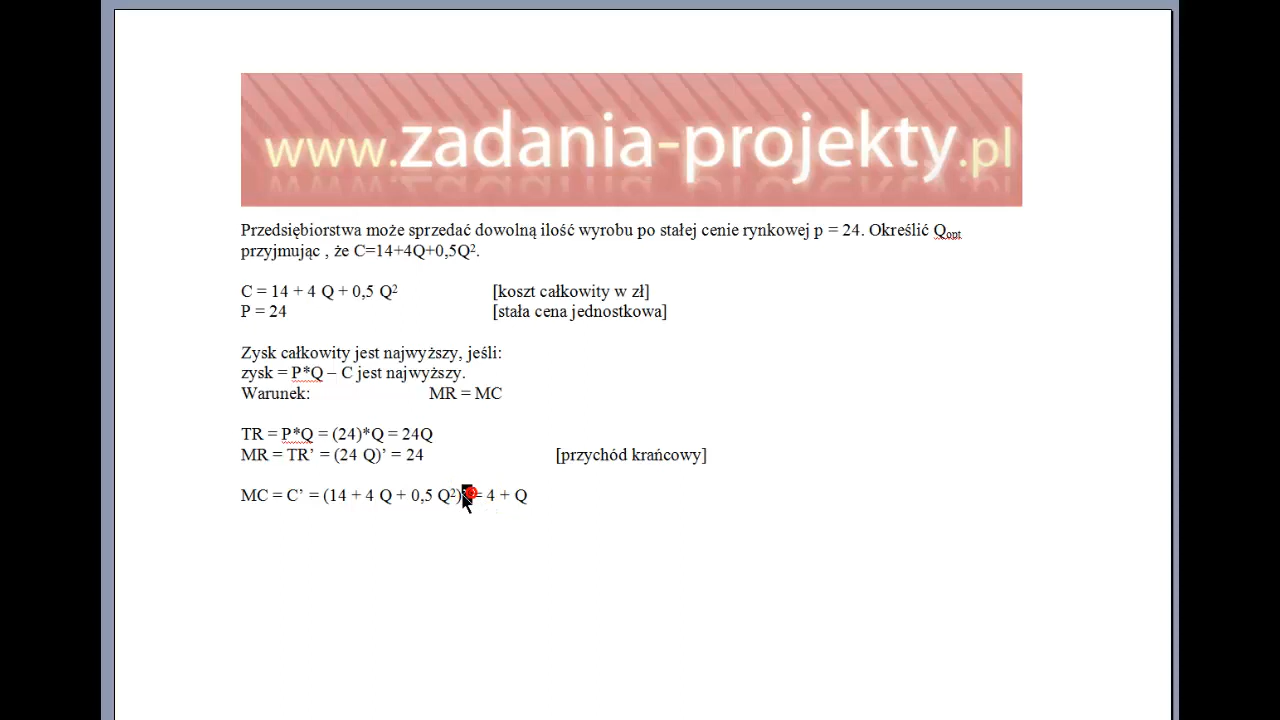 www.zadania-projekty.pl
Przedsiębiorstwa może sprzedać dowolną ilość wyrobu po stałej cenie rynkowej p = 24. Określić Qopt
przyjmując , że C=14+4Q+0,5Q².
C = 14 + 4 Q + 0,5 Q² [koszt całkowity w zł]
P = 24 [stała cena jednostkowa]
Zysk całkowity jest najwyższy, jeśli:
zysk = P*Q – C jest najwyższy.
Warunek: MR = MC
TR = P*Q = (24)*Q = 24Q
MR = TR’ = (24 Q)’ = 24 [przychód krańcowy]
MC = C’ = (14 + 4 Q + 0,5 Q²) = 4 + Q